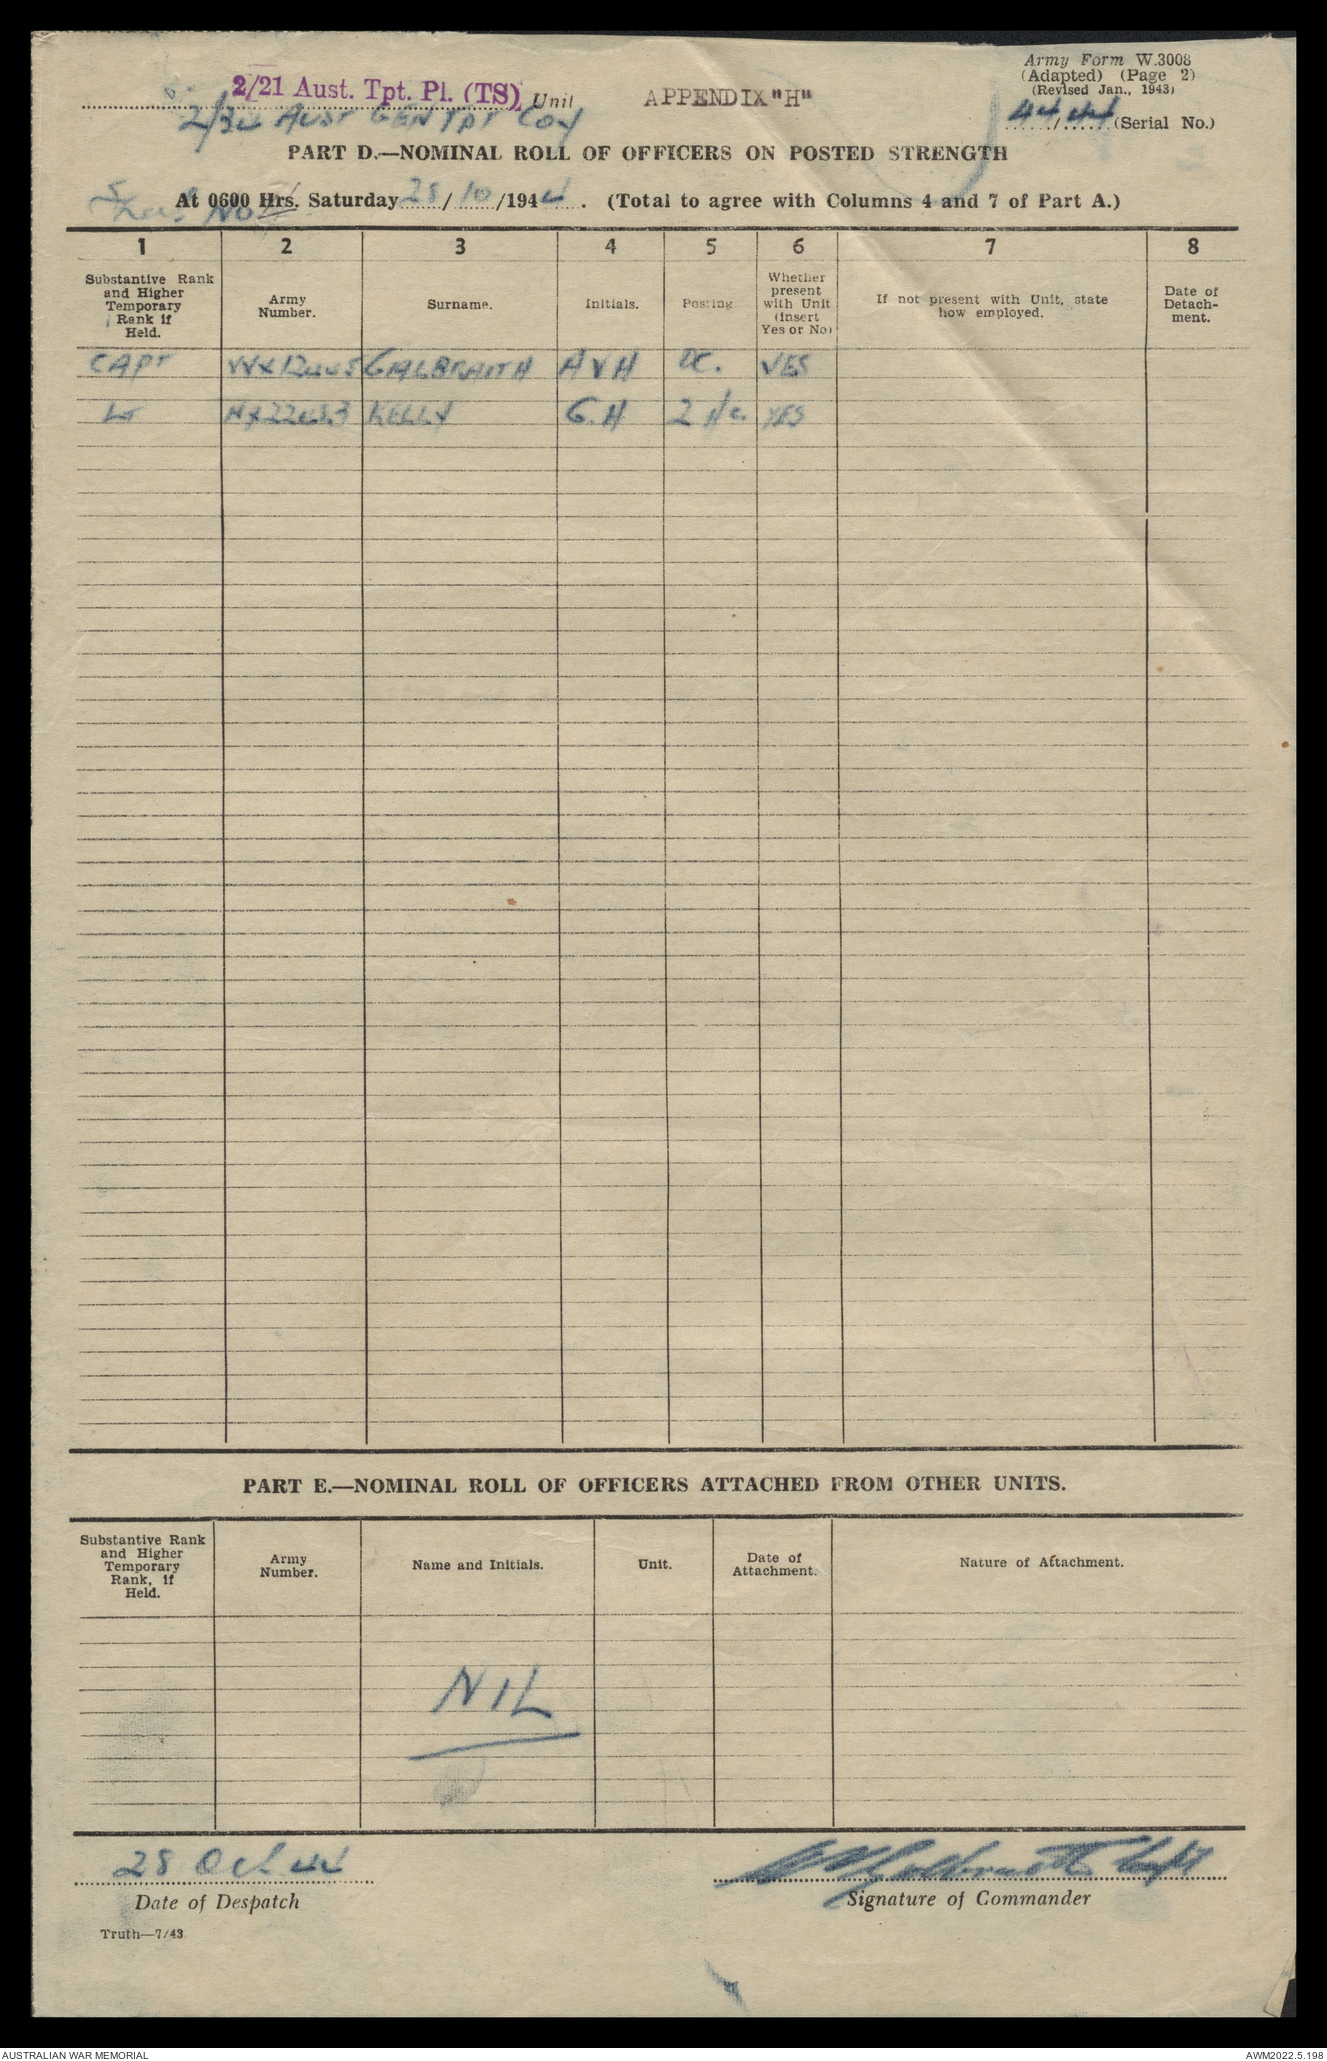 Army Form W.3008
(Adapted) (Page 2)
(Revised Jan., 1943)
2/21 Aust. Tpt. Pl. (TS) Unit APPENDIX "H"
44/44 (Serial No.)
AUST GEN TPT COY
PART D.—NOMINAL ROLL OF OFFICERS ON POSTED STRENGTH
At 0600 Hrs. Saturday 28/10/1944. (Total to agree with Columns 4 and 7 of Part A.)
1 2 3 4 5 6 7 8
Substantive Rank and Higher Temporary Rank if Held. Army Number. Surname. Initials. Posting Whether present with Unit (insert Yes or No) If not present with Unit, state how employed. Date of Detachment.
CAPT GALBRAITH A V H OC. YES
Lt KELLY G. H YES
PART E.—NOMINAL ROLL OF OFFICERS ATTACHED FROM OTHER UNITS.
Substantive Rank and Higher Temporary Rank, if Held. Army Number. Name and Initials. Unit. Date of Attachment. Nature of Attachment.
NIL
28 Oct 44
Date of Despatch Signature of Commander
Truth—7/43
AUSTRALIAN WAR MEMORIAL AWM2022.5.198